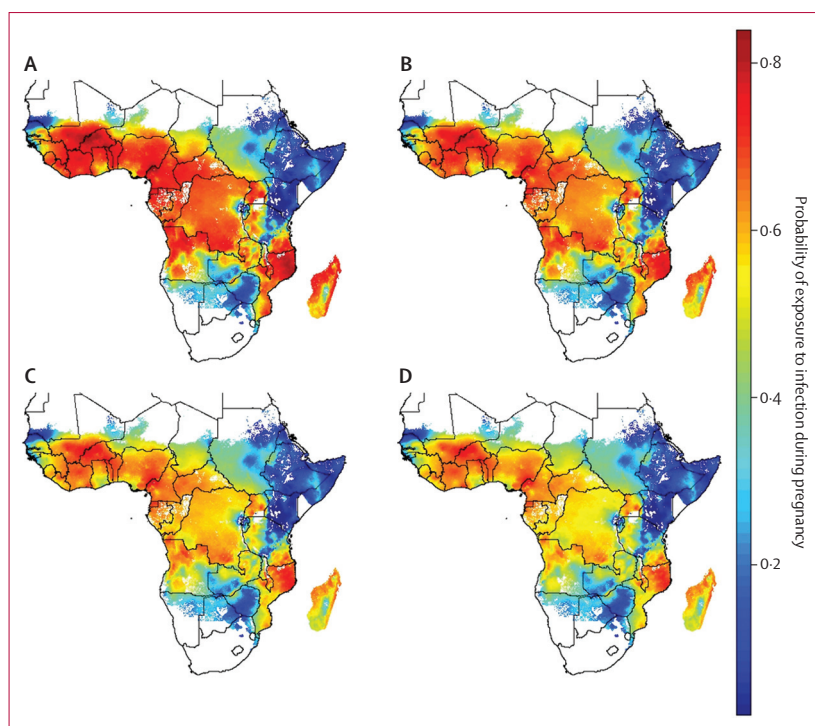 A
B
C
D
0·8
0·6
0·4
0·2
Probability of exposure to infection during pregnancy